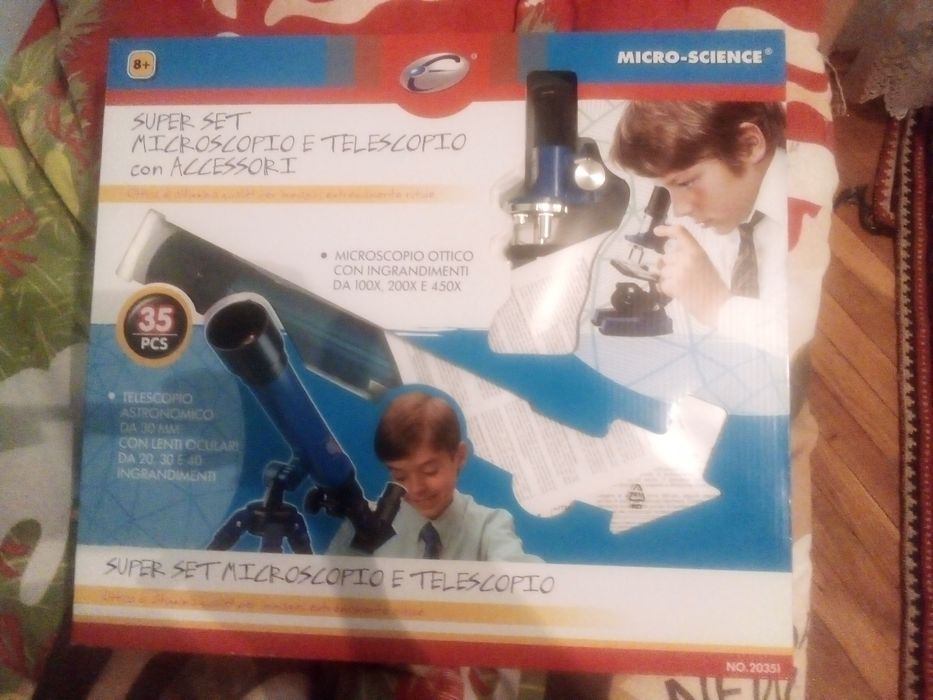 8+
MICRO-SCIENCE®
SUPER SET
MICROSCOPIO E TELESCOPIO
con ACCESSORI
• MICROSCOPIO OTTICO
CON INGRANDIMENTI
DA 100X, 200X E 450X
35
PCS
• TELESCOPIO
ASTRONOMICO
DA 30 MM
CON LENTI OCULARI
DA 20, 30 E 40
INGRANDIMENTI
SUPER SET MICROSCOPIO E TELESCOPIO
NO.20351
NEW